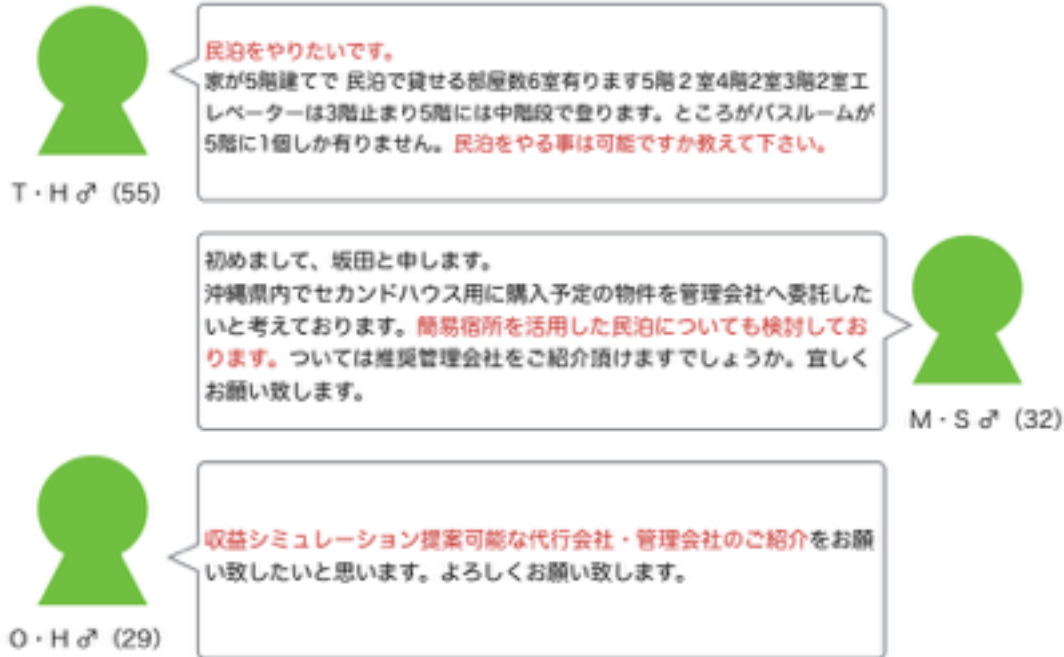 民泊をやりたいです。
家が5階建てで 民泊で貸せる部屋数6室有ります5階２室4階2室3階2室エ
レベーターは3階止まり5階には中階段で登ります。ところがバスルームが
5階に1個しか有りません。民泊をやる事は可能ですか教えて下さい。
T・H♂（55）
初めまして、坂田と申します。
沖縄県内でセカンドハウス用に購入予定の物件を管理会社へ委託した
いと考えております。簡易宿所を活用した民泊についても検討してお
ります。ついては推奨管理会社をご紹介頂けますでしょうか。宜しく
お願い致します。
M・S♂（32）
収益シミュレーション提案可能な代行会社・管理会社のご紹介をお願
い致したいと思います。よろしくお願い致します。
O・H♂（29）